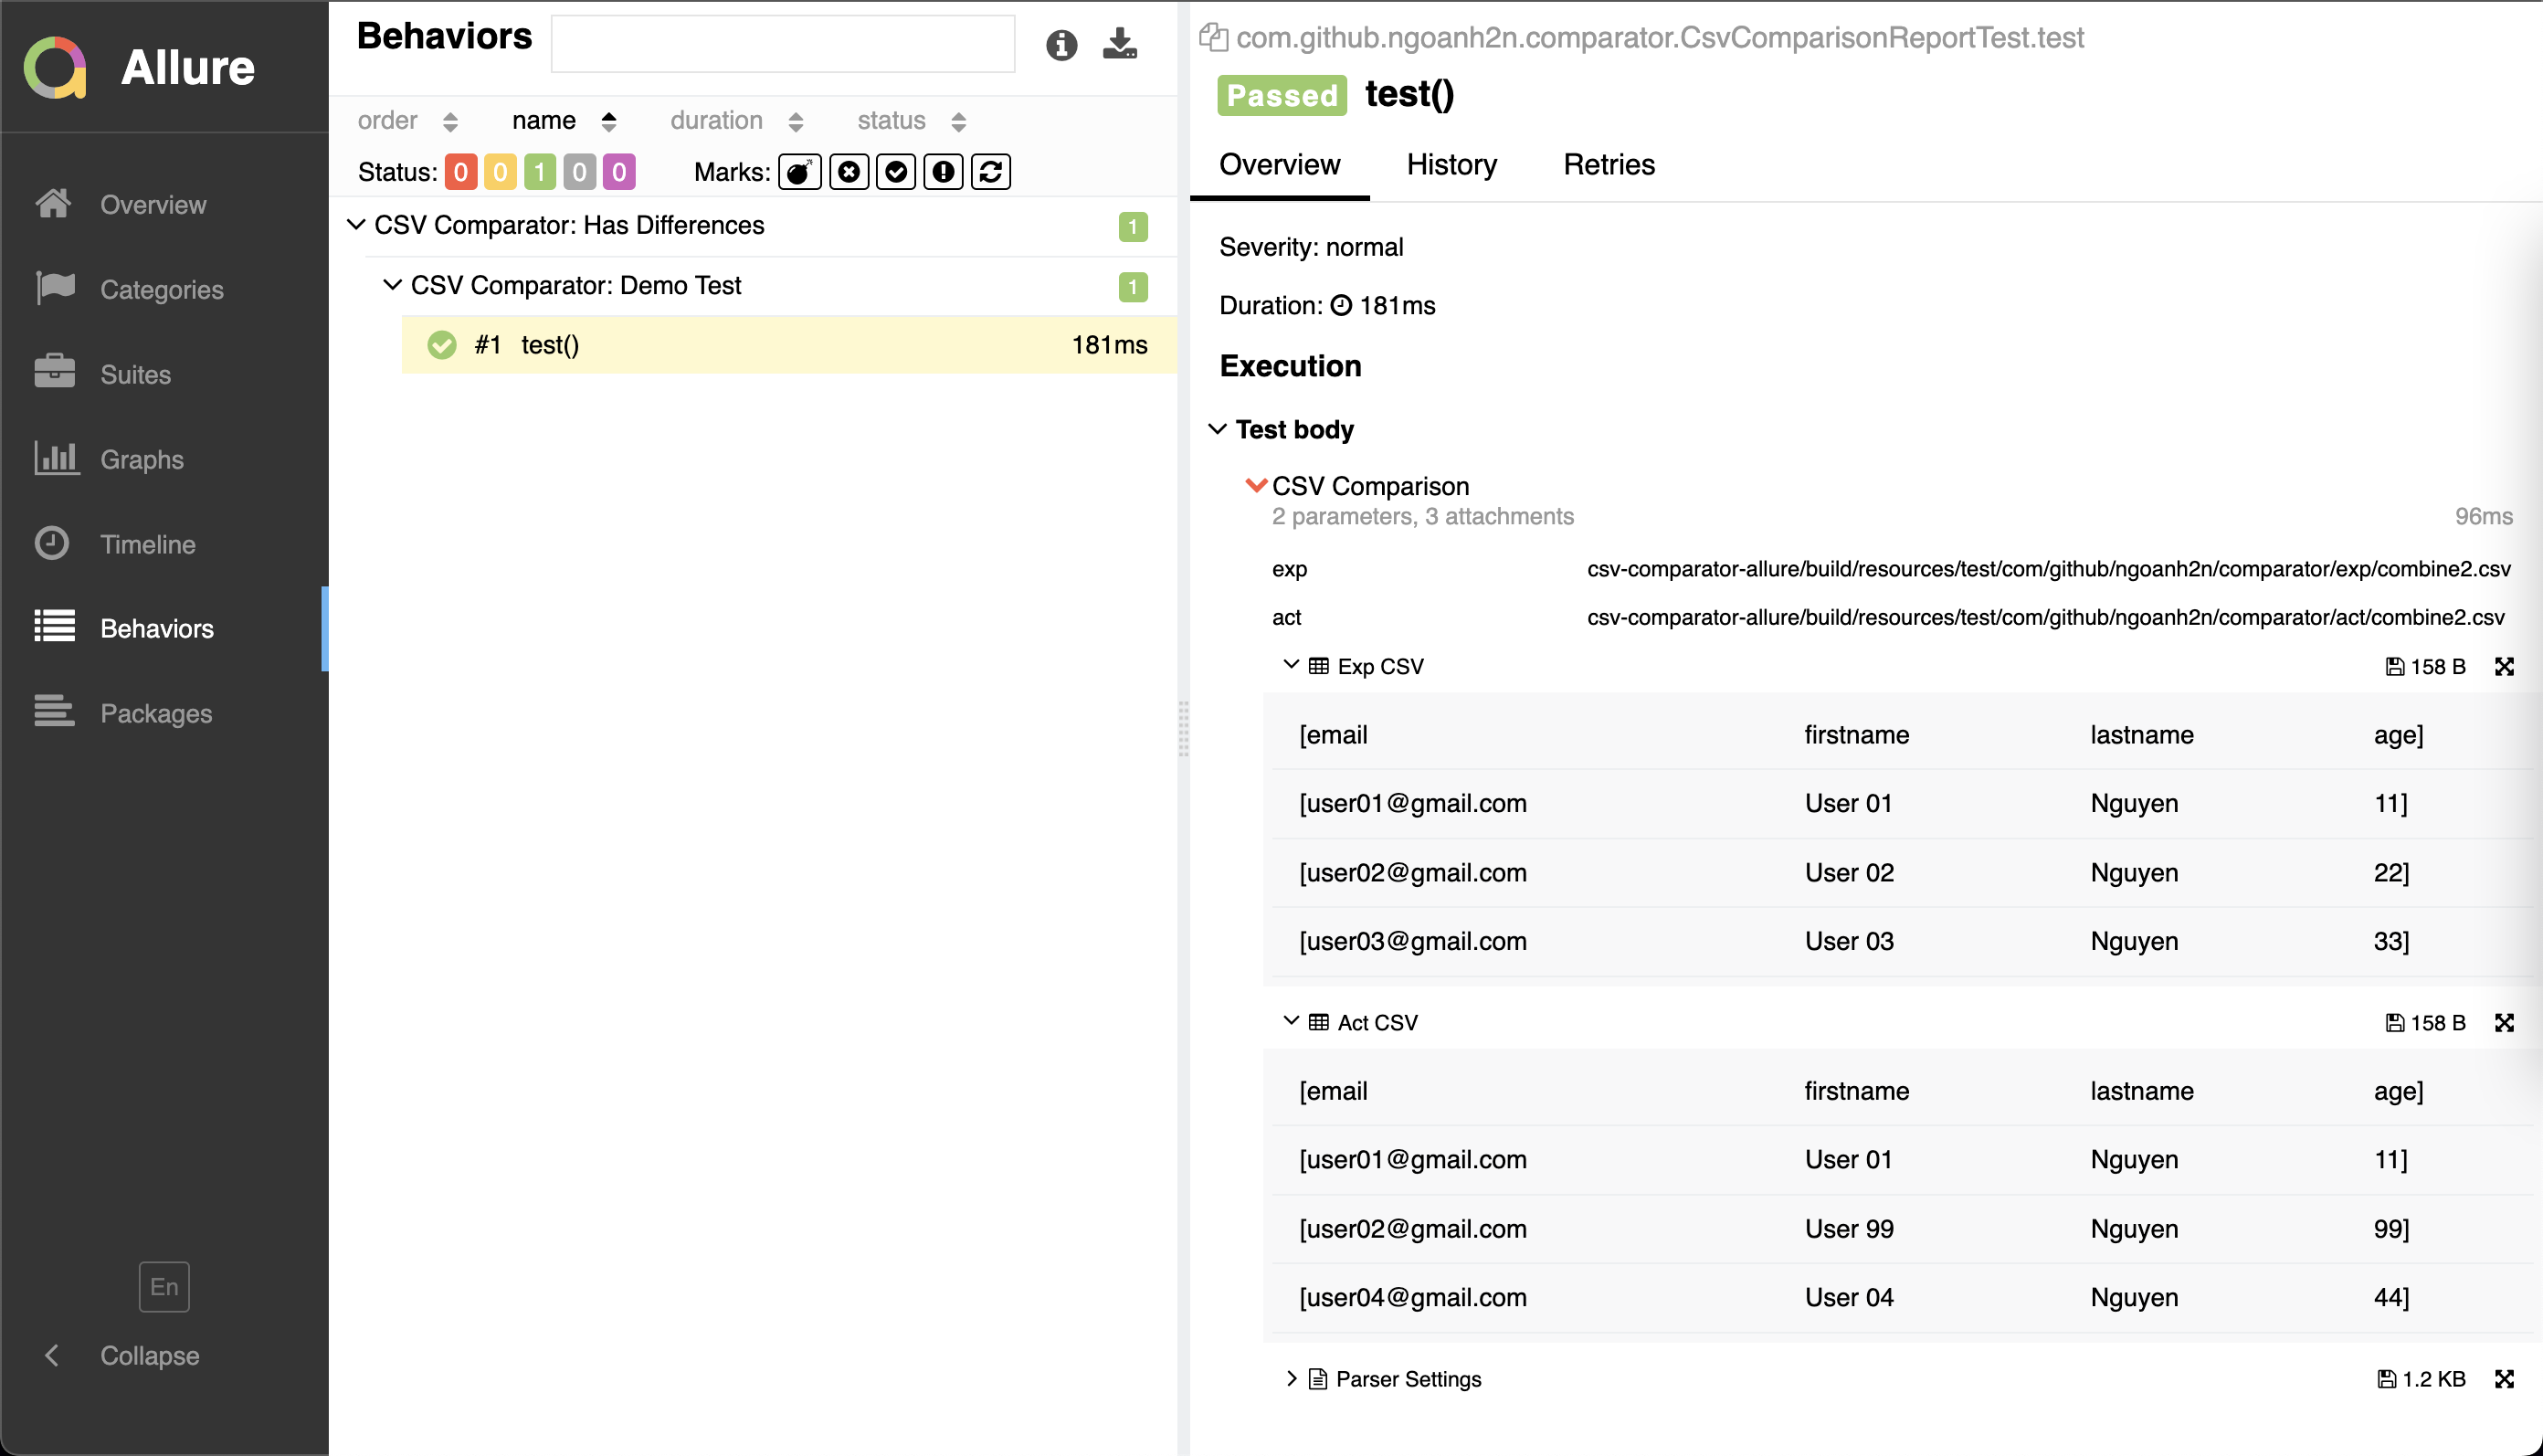 Allure
Overview
Categories
Suites
Graphs
Timeline
Behaviors
Packages
En
Collapse
Behaviors
order name duration status
Status: 0 0 1 0 0 Marks:
CSV Comparator: Has Differences 1
CSV Comparator: Demo Test 1
#1 test() 181ms
com.github.ngoanh2n.comparator.CsvComparisonReportTest.test
Passed test()
Overview History Retries
Severity: normal
Duration: 181ms
Execution
Test body
CSV Comparison
2 parameters, 3 attachments 96ms
exp csv-comparator-allure/build/resources/test/com/github/ngoanh2n/comparator/exp/combine2.csv
act csv-comparator-allure/build/resources/test/com/github/ngoanh2n/comparator/act/combine2.csv
Exp CSV 158 B
[email firstname lastname age]
[user01@gmail.com User 01 Nguyen 11]
[user02@gmail.com User 02 Nguyen 22]
[user03@gmail.com User 03 Nguyen 33]
Act CSV 158 B
[email firstname lastname age]
[user01@gmail.com User 01 Nguyen 11]
[user02@gmail.com User 99 Nguyen 99]
[user04@gmail.com User 04 Nguyen 44]
Parser Settings 1.2 KB